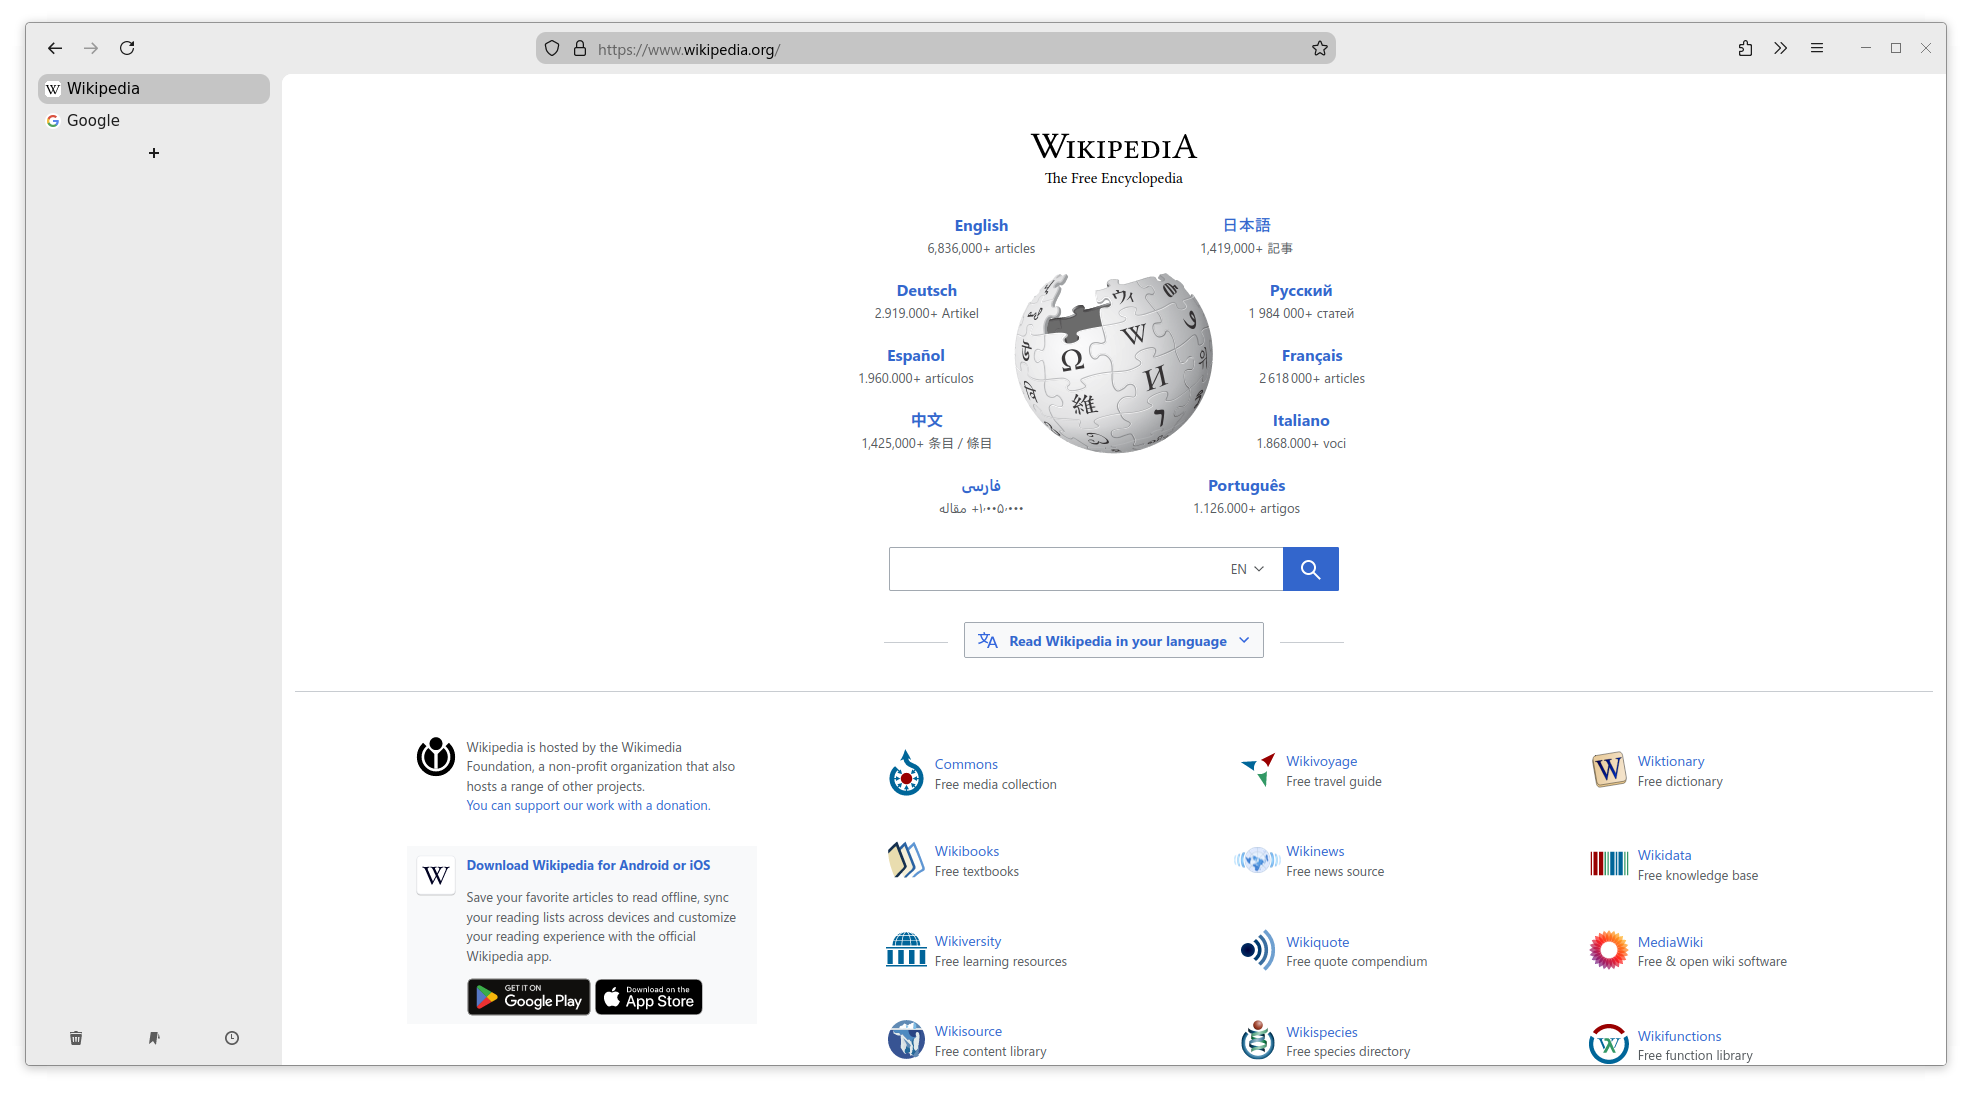 https://www.wikipedia.org/
Wikipedia
Google
WIKIPEDIA
The Free Encyclopedia
English
6,836,000+ articles
日本語
1,419,000+ 記事
Deutsch
2.919.000+ Artikel
Русский
1 984 000+ статей
Español
1.960.000+ artículos
Français
2 618 000+ articles
中文
1,425,000+ 条目 / 條目
Italiano
1.868.000+ voci
فارسی
۱٬۰۰۵٬۰۰۰+ مقاله
Português
1.126.000+ artigos
EN
Read Wikipedia in your language
Wikipedia is hosted by the Wikimedia
Foundation, a non-profit organization that also
hosts a range of other projects.
You can support our work with a donation.
Download Wikipedia for Android or iOS
Save your favorite articles to read offline, sync
your reading lists across devices and customize
your reading experience with the official
Wikipedia app.
GET IT ON
Google Play
Download on the
App Store
Commons
Free media collection
Wikivoyage
Free travel guide
Wiktionary
Free dictionary
Wikibooks
Free textbooks
Wikinews
Free news source
Wikidata
Free knowledge base
Wikiversity
Free learning resources
Wikiquote
Free quote compendium
MediaWiki
Free & open wiki software
Wikisource
Free content library
Wikispecies
Free species directory
Wikifunctions
Free function library